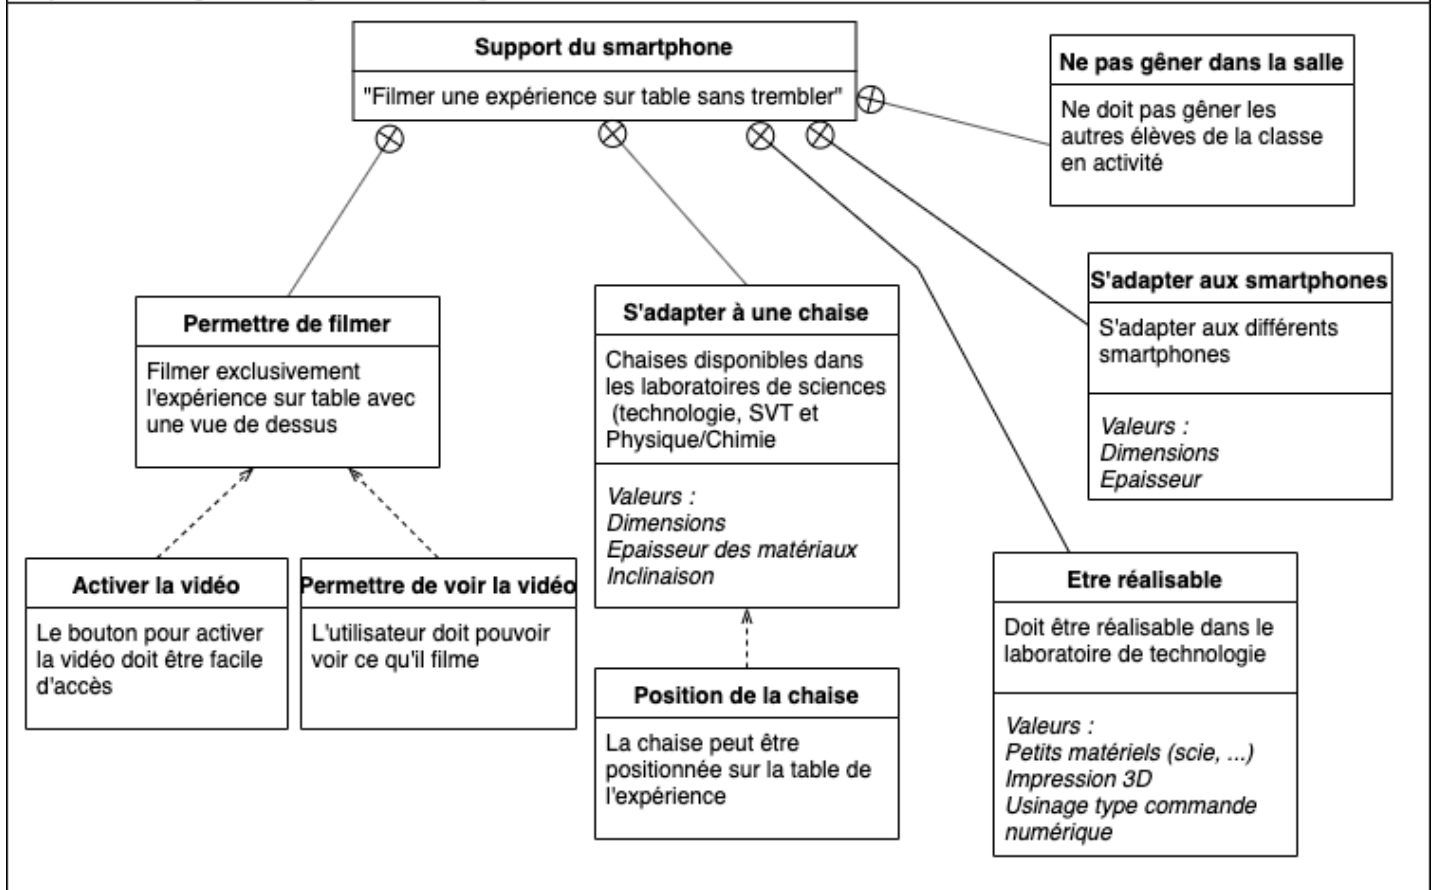 Support du smartphone
"Filmer une expérience sur table sans trembler"
Ne pas gêner dans la salle
Ne doit pas gêner les
autres élèves de la classe
en activité
S'adapter aux smartphones
S'adapter aux différents
smartphones
Valeurs :
Dimensions
Epaisseur
Permettre de filmer
Filmer exclusivement
l'expérience sur table avec
une vue de dessus
S'adapter à une chaise
Chaises disponibles dans
les laboratoires de sciences
(technologie, SVT et
Physique/Chimie
Valeurs :
Dimensions
Epaisseur des matériaux
Inclinaison
Activer la vidéo
Le bouton pour activer
la vidéo doit être facile
d'accès
Permettre de voir la vidéo
L'utilisateur doit pouvoir
voir ce qu'il filme
Position de la chaise
La chaise peut être
positionnée sur la table de
l'expérience
Etre réalisable
Doit être réalisable dans le
laboratoire de technologie
Valeurs :
Petits matériels (scie, ...)
Impression 3D
Usinage type commande
numérique